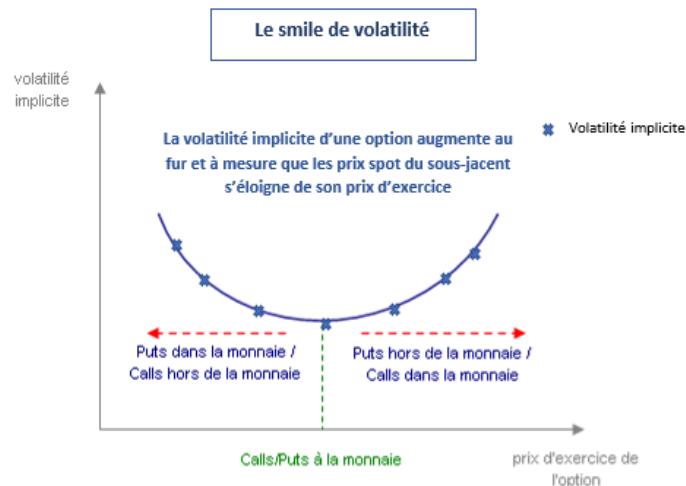 Le smile de volatilité
volatilité
implicite
La volatilité implicite d'une option augmente au
fur et à mesure que les prix spot du sous-jacent
s'éloigne de son prix d'exercice
Volatilité implicite
Puts dans la monnaie /
Calls hors de la monnaie
Puts hors de la monnaie /
Calls dans la monnaie
Calls/Puts à la monnaie
prix d'exercice de
l'option